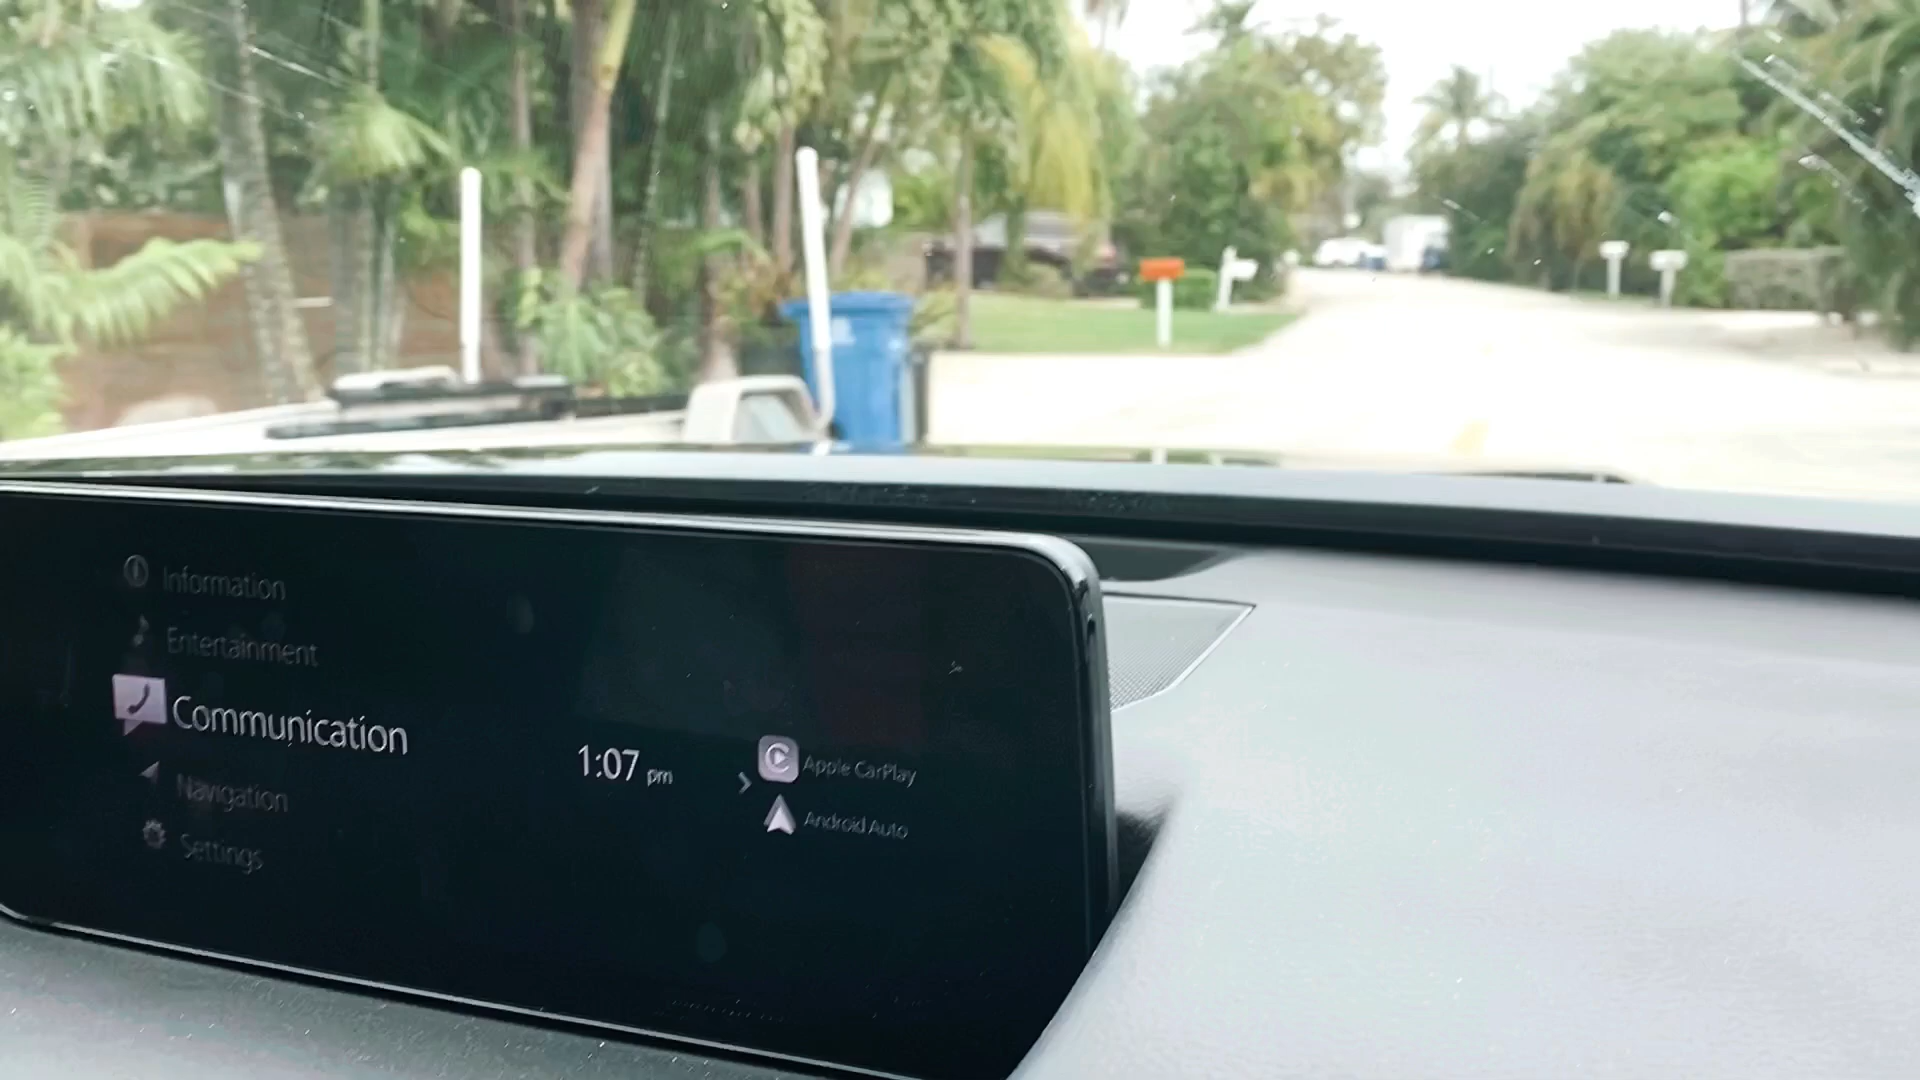 Information
Entertainment
Communication
Navigation
Settings
1:07 pm
Apple CarPlay
Android Auto